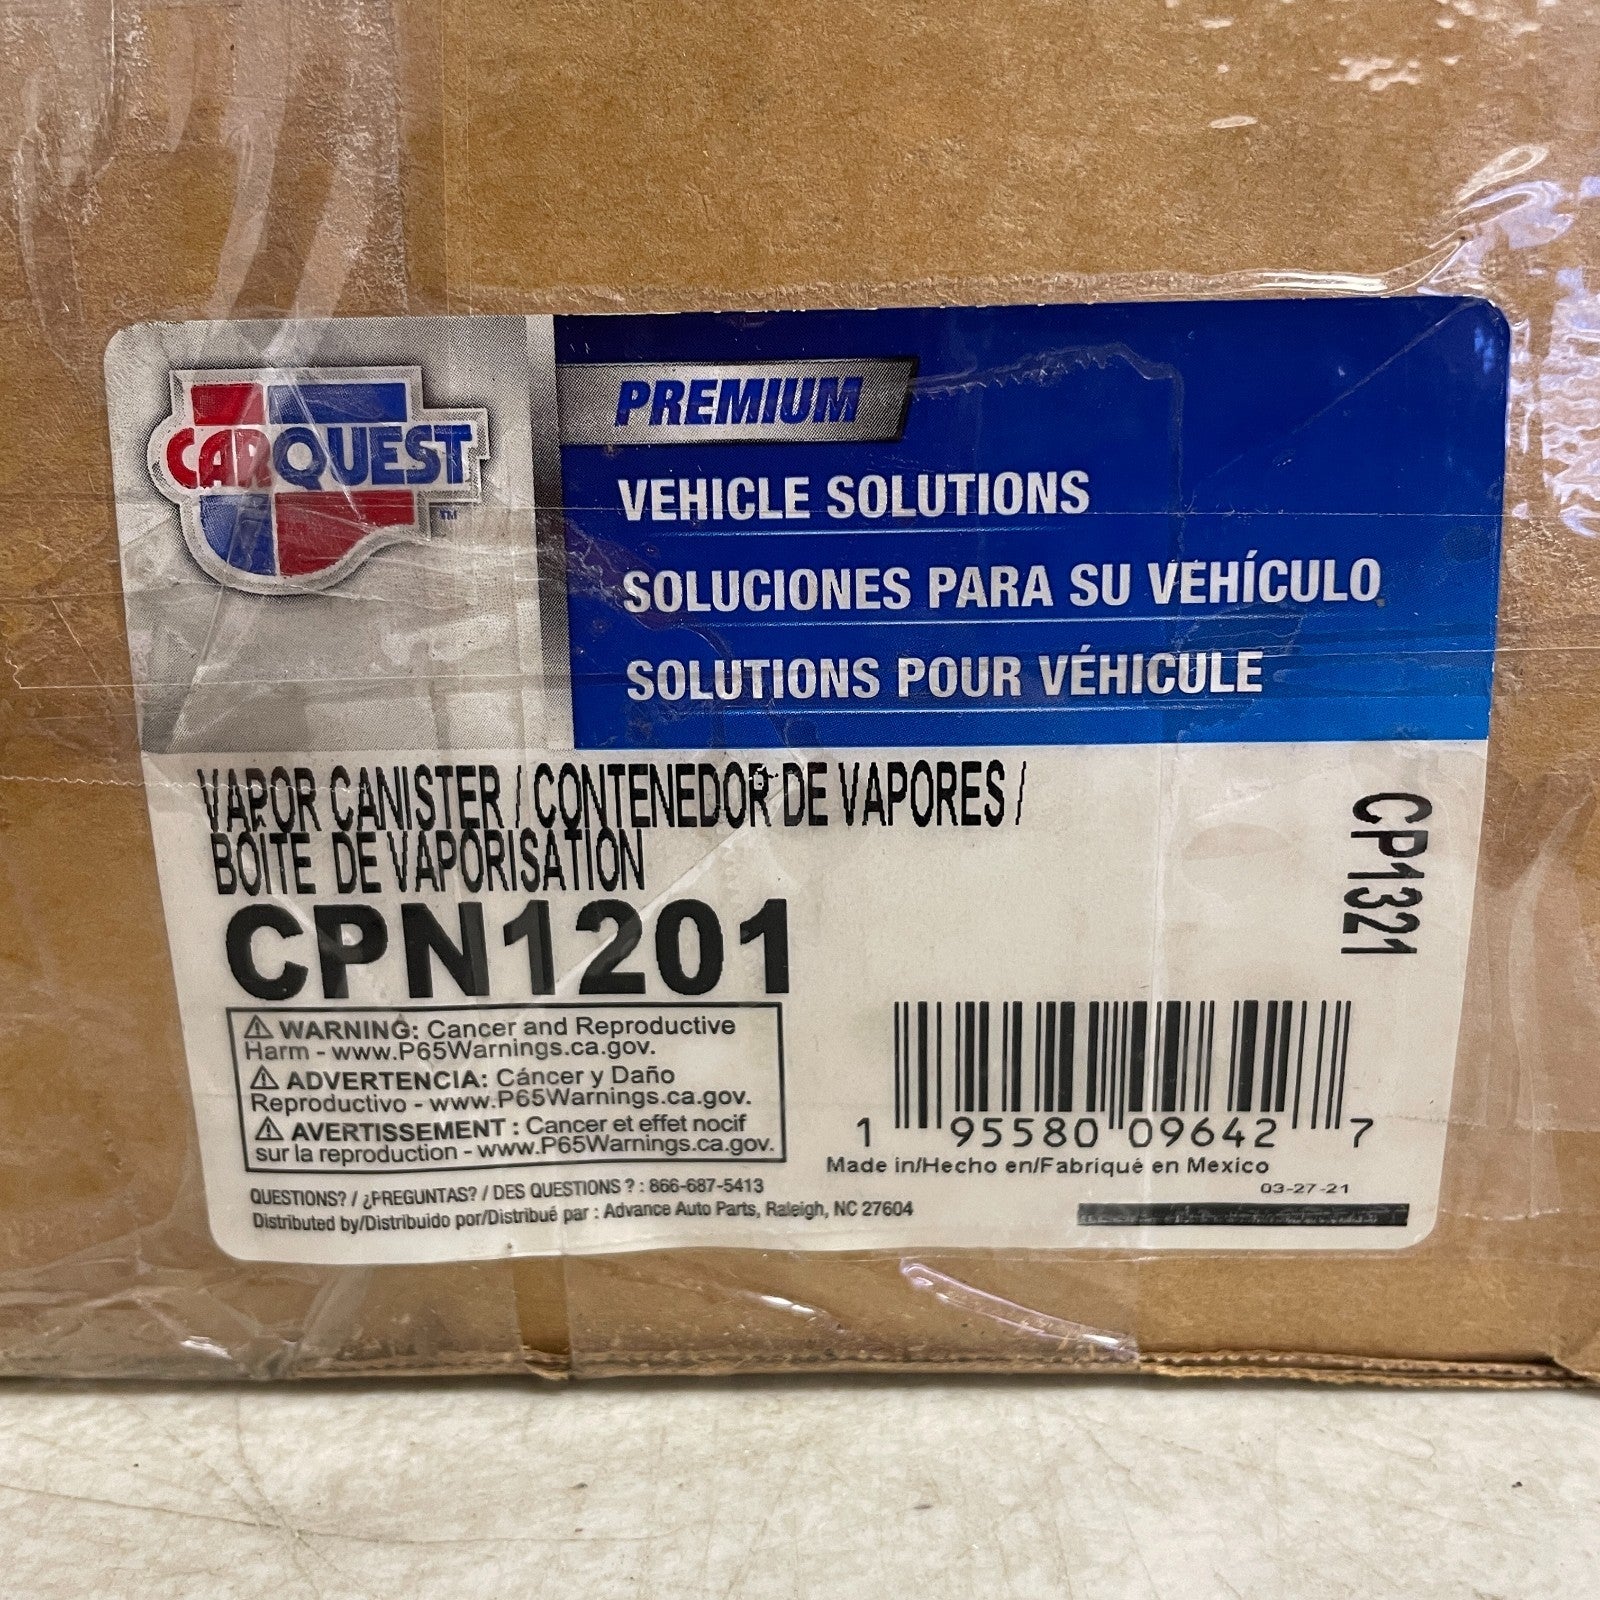 CARQUEST
TM
PREMIUM
VEHICLE SOLUTIONS
SOLUCIONES PARA SU VEHÍCULO
SOLUTIONS POUR VÉHICULE
VAPOR CANISTER / CONTENEDOR DE VAPORES /
BOITE DE VAPORISATION
CPN1201
CP1321
⚠ WARNING: Cancer and Reproductive
Harm - www.P65Warnings.ca.gov.
⚠ ADVERTENCIA: Cáncer y Daño
Reproductivo - www.P65Warnings.ca.gov.
⚠ AVERTISSEMENT : Cancer et effet nocif
sur la reproduction - www.P65Warnings.ca.gov.
1 95580 09642 7
Made in/Hecho en/Fabriqué en Mexico
03-27-21
QUESTIONS? / ¿PREGUNTAS? / DES QUESTIONS ? : 866-687-5413
Distributed by/Distribuido por/Distribué par : Advance Auto Parts, Raleigh, NC 27604